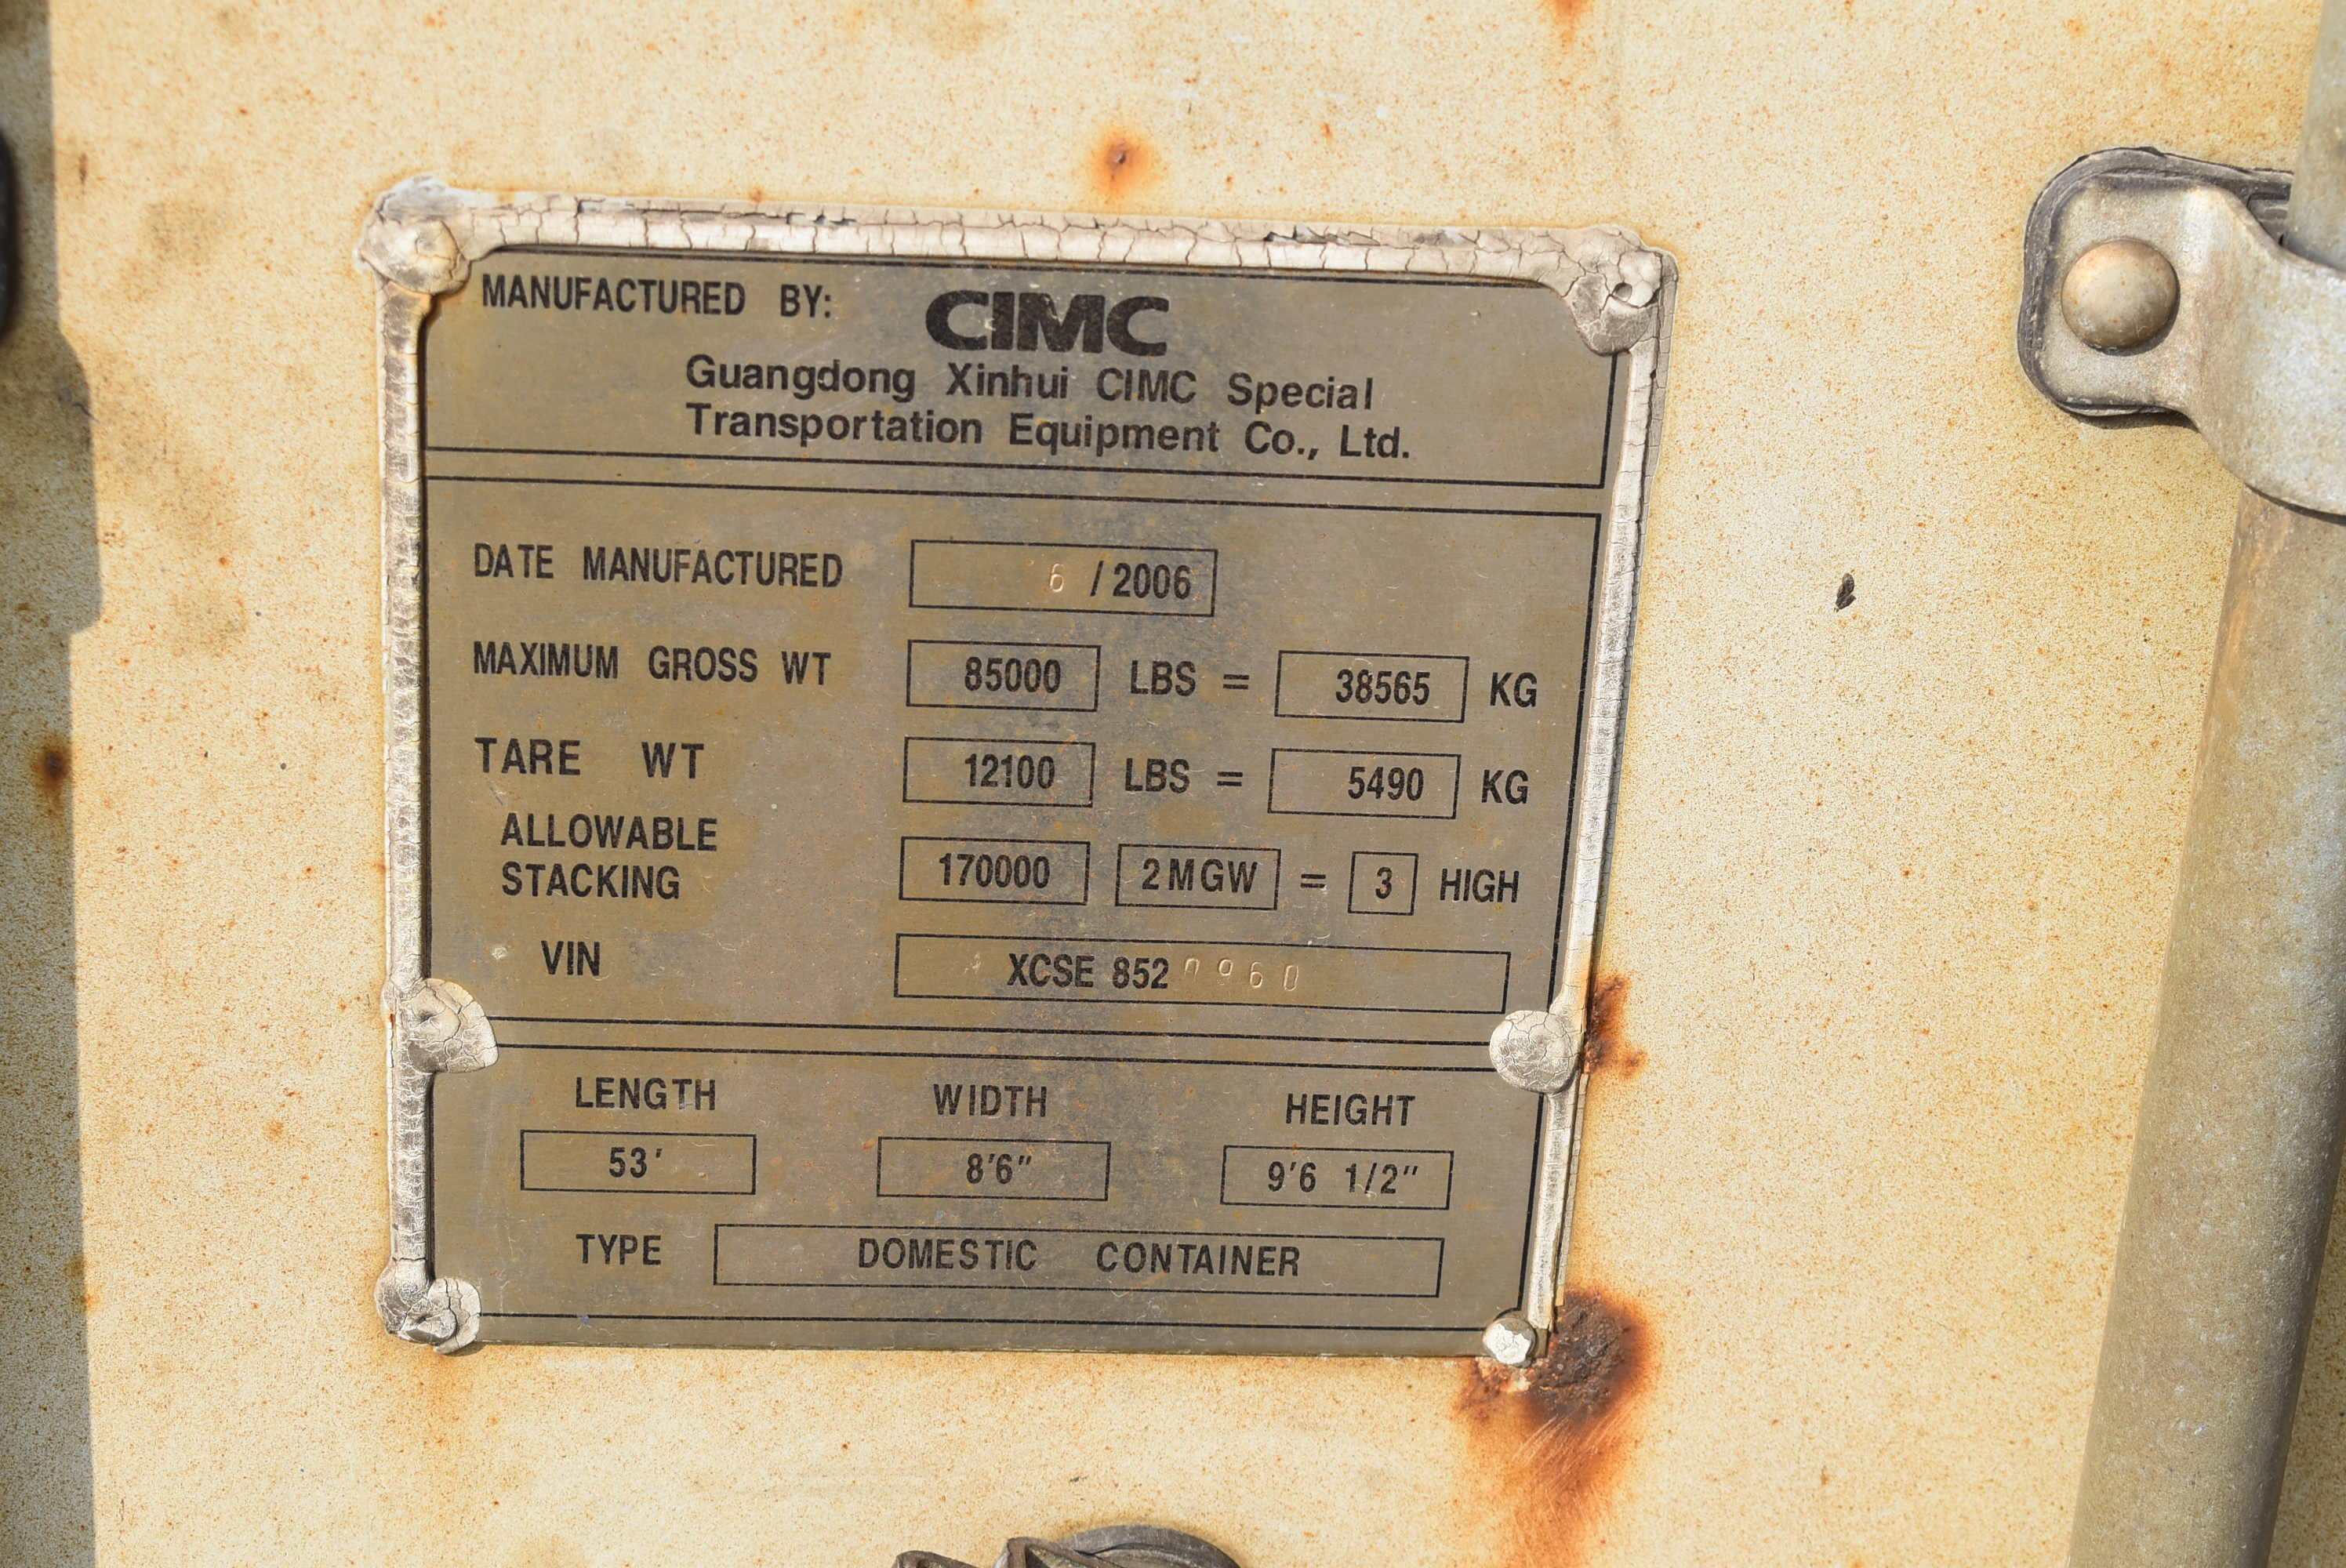 MANUFACTURED BY: CIMC
Guangdong Xinhui CIMC Special
Transportation Equipment Co., Ltd.
DATE MANUFACTURED 6 / 2006
MAXIMUM GROSS WT 85000 LBS = 38565 KG
TARE WT 12100 LBS = 5490 KG
ALLOWABLE
STACKING 170000 2MGW = 3 HIGH
VIN XCSE 852
LENGTH WIDTH HEIGHT
53' 8'6" 9'6 1/2"
TYPE DOMESTIC CONTAINER